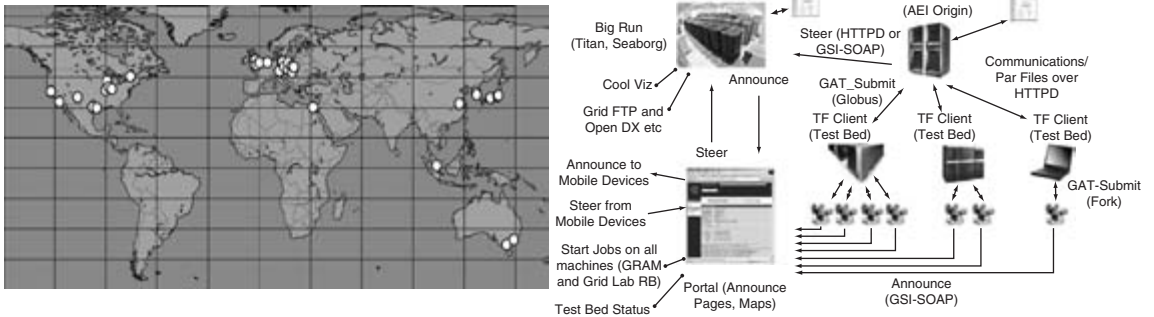 Big Run
(Titan, Seaborg)
Cool Viz
Grid FTP and
Open DX etc
Announce
Steer
(AEI Origin)
Steer (HTTPD or
GSI-SOAP)
GAT_Submit
(Globus)
Communications/
Par Files over
HTTPD
TF Client
(Test Bed)
TF Client
(Test Bed)
TF Client
(Test Bed)
GAT-Submit
(Fork)
Announce to
Mobile Devices
Steer from
Mobile Devices
Start Jobs on all
machines (GRAM
and Grid Lab RB)
Test Bed Status
Portal (Announce
Pages, Maps)
Announce
(GSI-SOAP)